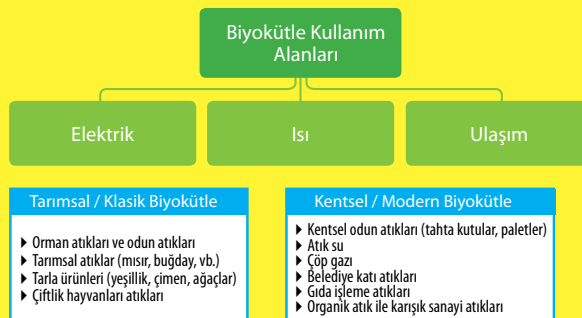 Biyokütle Kullanım
Alanları
Elektrik
Isı
Ulaşım
Tarımsal / Klasik Biyokütle
Orman atıkları ve odun atıkları
Tarımsal atıklar (mısır, buğday, vb.)
Tarla ürünleri (yeşillik, çimen, ağaçlar)
Çiftlik hayvanları atıkları
Kentsel / Modern Biyokütle
Kentsel odun atıkları (tahta kutular, paletler)
Atık su
Çöp gazı
Belediye katı atıkları
Gıda işleme atıkları
Organik atık ile karışık sanayi atıkları